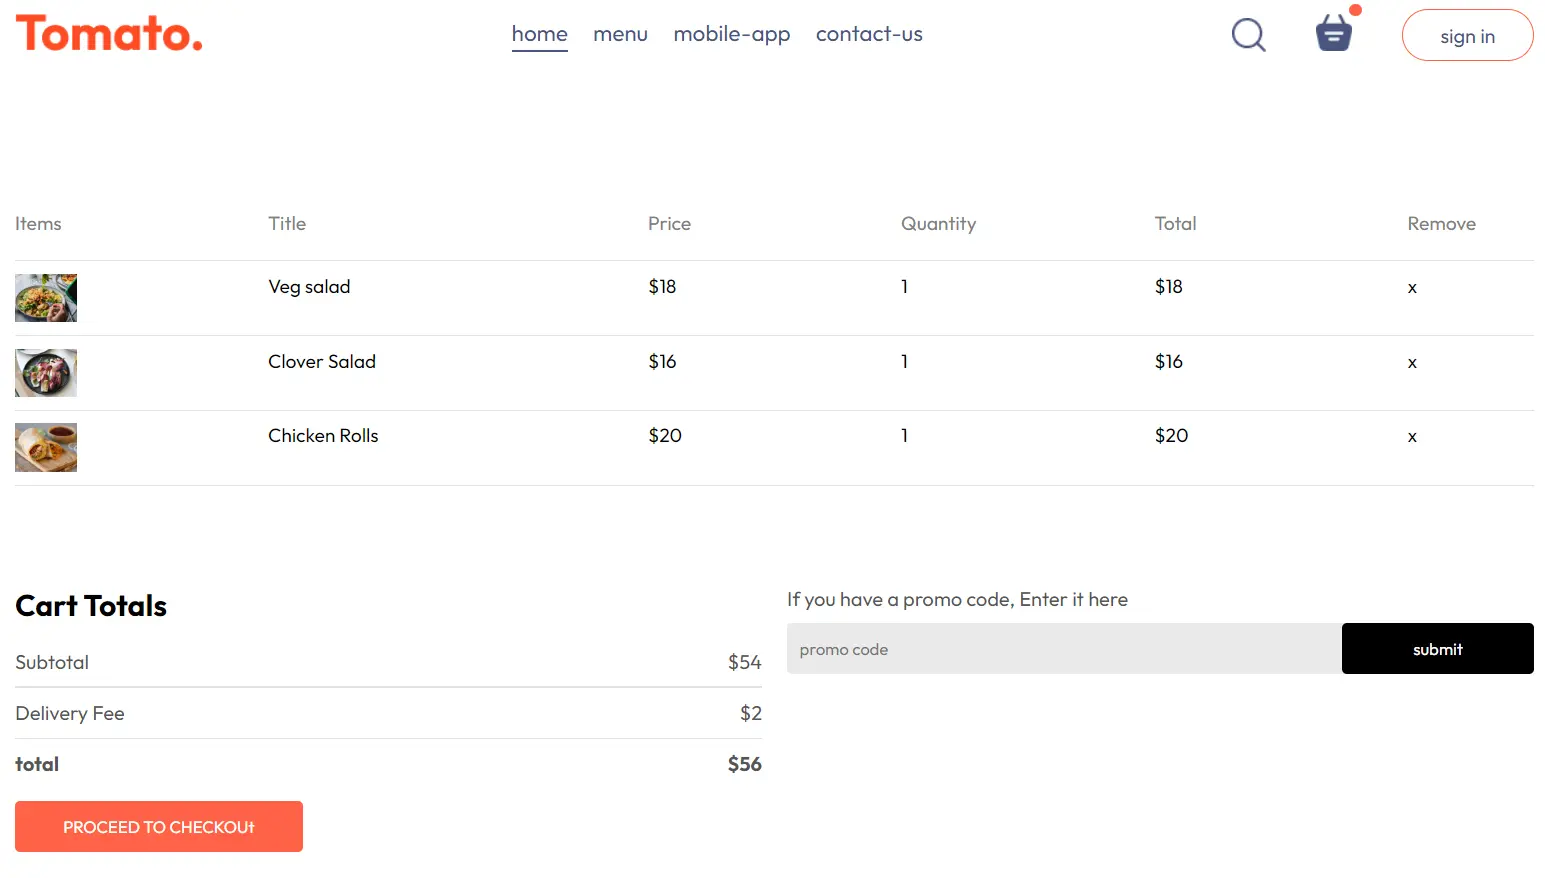 Tomato.
home menu mobile-app contact-us
sign in
Items Title Price Quantity Total Remove
Veg salad $18 1 $18 x
Clover Salad $16 1 $16 x
Chicken Rolls $20 1 $20 x
Cart Totals
Subtotal $54
Delivery Fee $2
total $56
PROCEED TO CHECKOUt
If you have a promo code, Enter it here
promo code submit